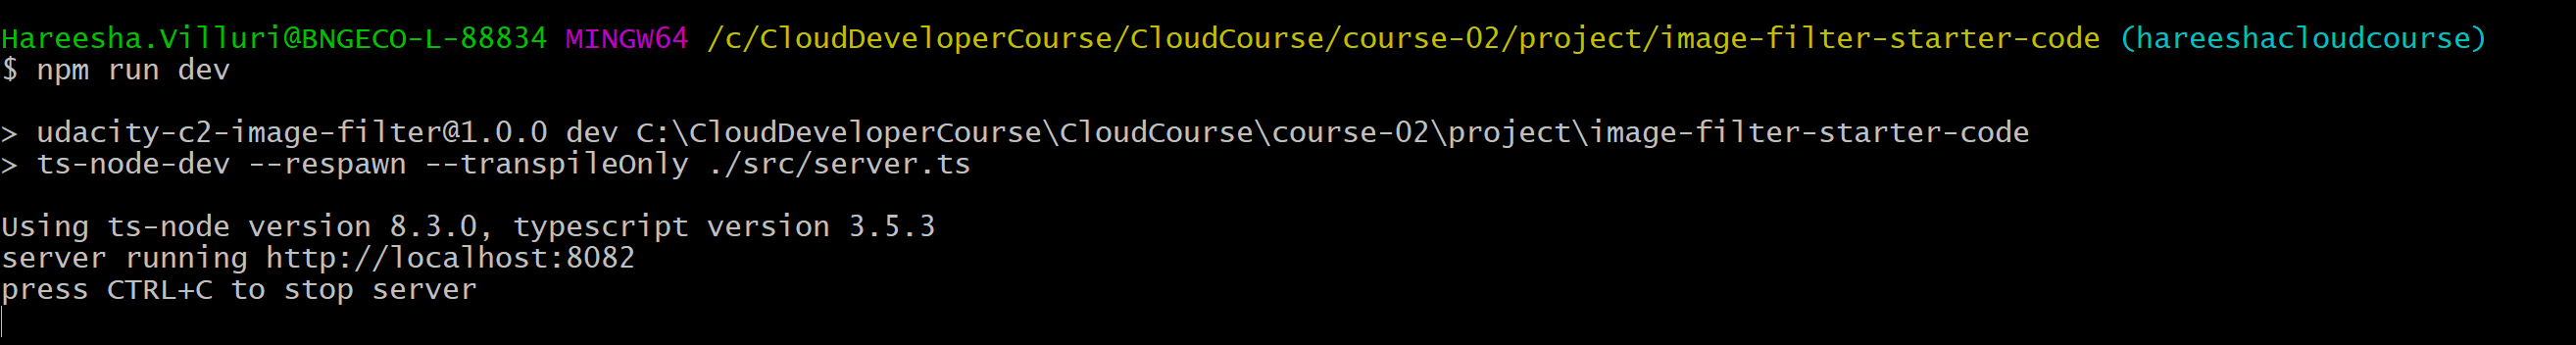 Hareesha.Villuri@BNGECO-L-88834 MINGW64 /c/CloudDeveloperCourse/CloudCourse/course-02/project/image-filter-starter-code (hareeshacloudcourse)
$ npm run dev
> udacity-c2-image-filter@1.0.0 dev C:\CloudDeveloperCourse\CloudCourse\course-02\project\image-filter-starter-code
> ts-node-dev --respawn --transpileOnly ./src/server.ts
Using ts-node version 8.3.0, typescript version 3.5.3
server running http://localhost:8082
press CTRL+C to stop server